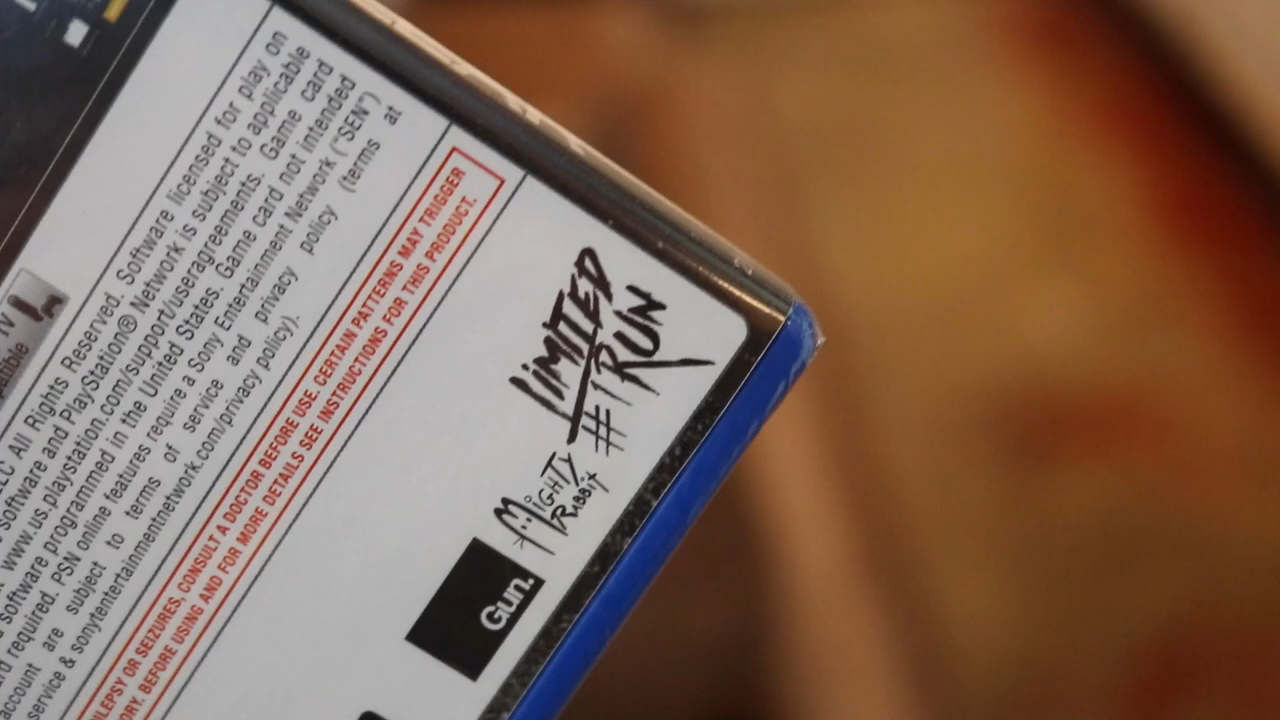 TV
LLC All Rights Reserved. Software licensed for play on
Software and PlayStation® Network is subject to applicable
www.us.playstation.com/support/useragreements. Game card
software programmed in the United States. Game card not intended
required. PSN online features require a Sony Entertainment Network ("SEN")
account are subject to terms of service and privacy policy (terms at
service & sonytentertainmentnetwork.com/privacy policy).
OR SEIZURES, CONSULT A DOCTOR BEFORE USE. CERTAIN PATTERNS MAY TRIGGER
BEFORE USING AND FOR MORE DETAILS SEE INSTRUCTIONS FOR THIS PRODUCT.
LIMITED
RUN
#1
MIGHTY
RABBIT
Gun.